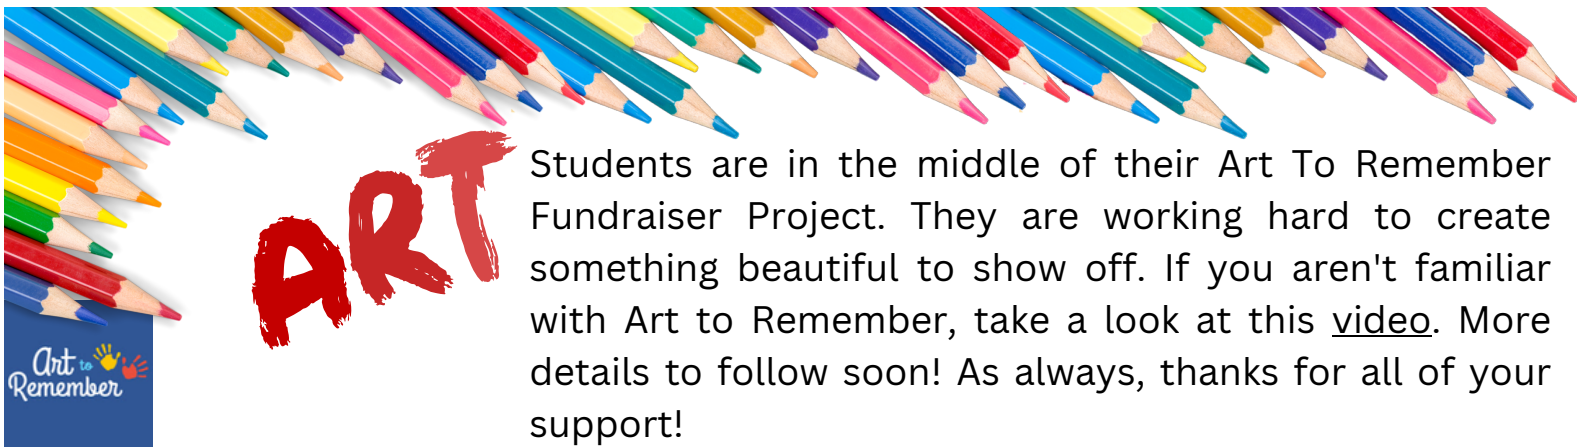 ART
Students are in the middle of their Art To Remember
Fundraiser Project. They are working hard to create
something beautiful to show off. If you aren't familiar
with Art to Remember, take a look at this video. More
details to follow soon! As always, thanks for all of your
support!
Art to
Remember